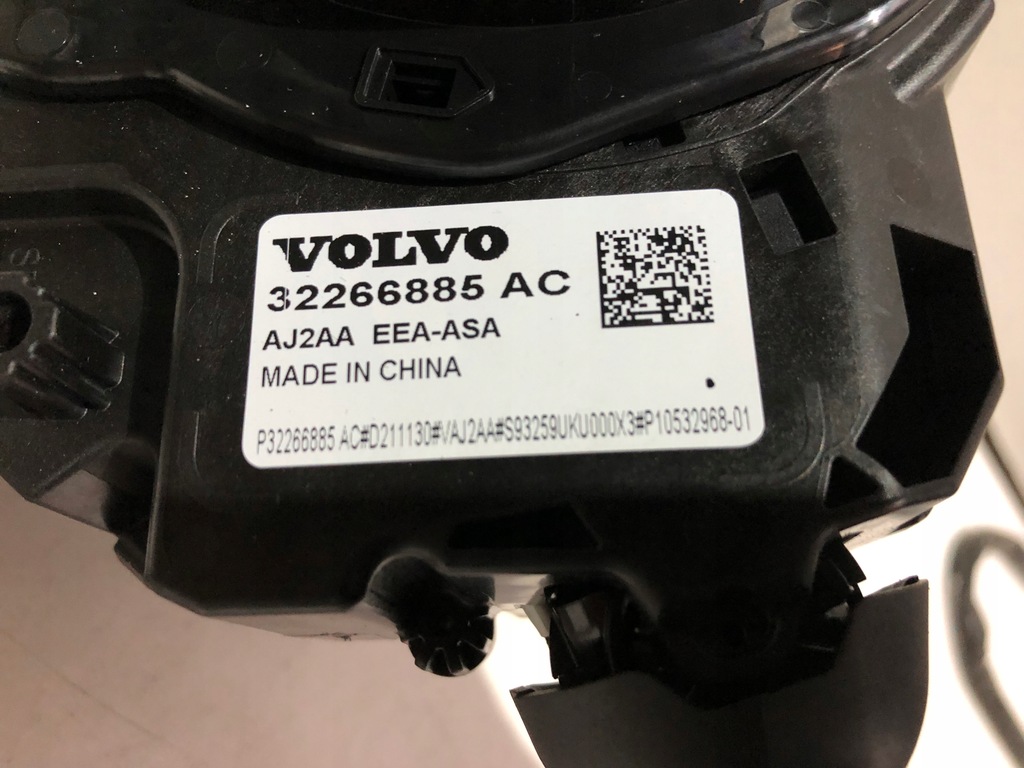 VOLVO
32266885 AC
AJ2AA EEA-ASA
MADE IN CHINA
P32266885 AC#D211130#VAJ2AA#S93259UKU000X3#P10532968-01